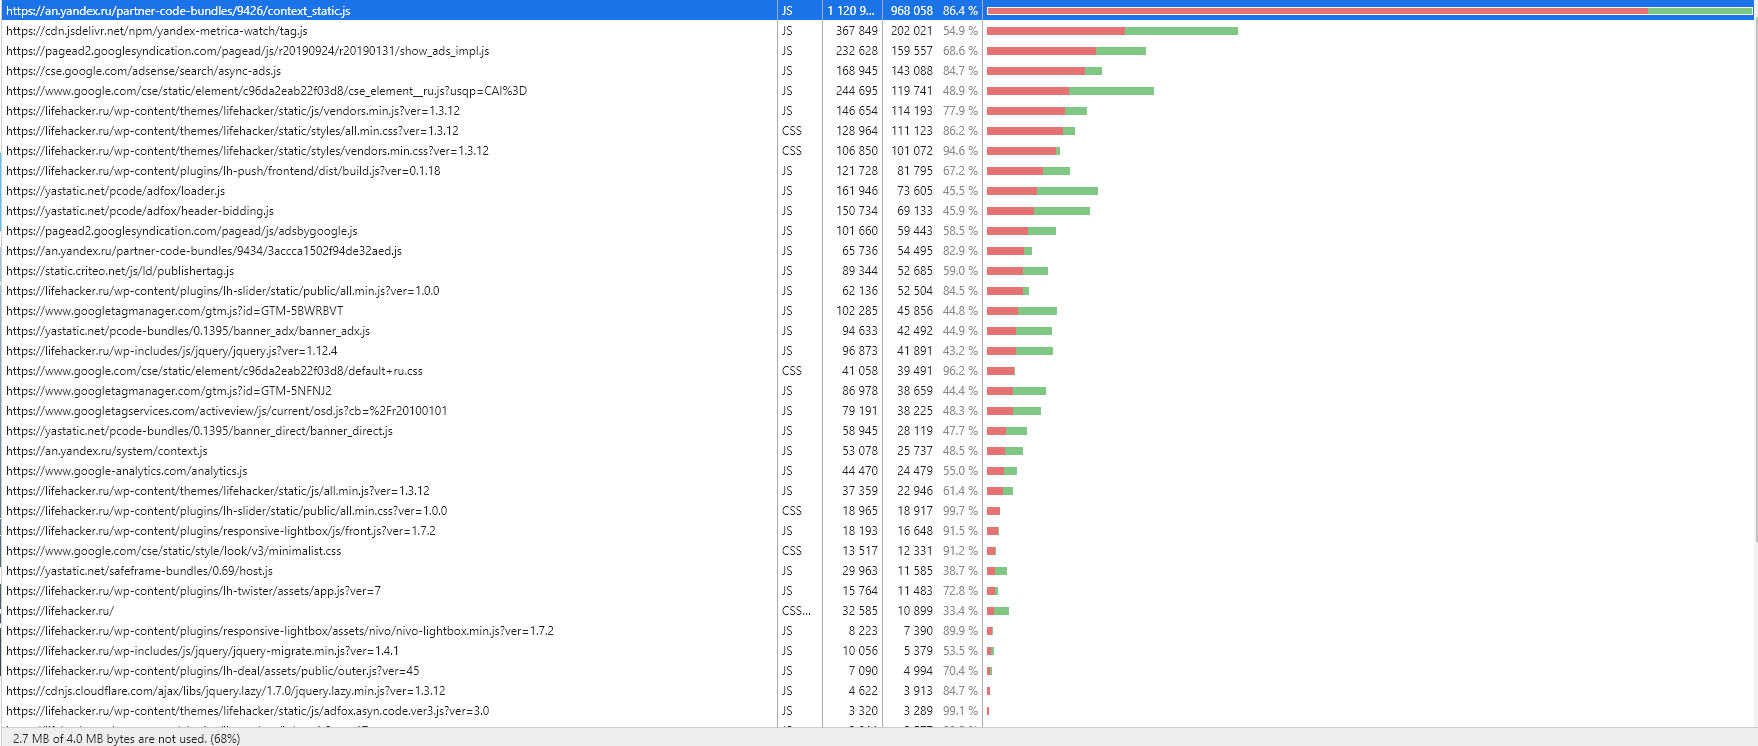 https://an.yandex.ru/partner-code-bundles/9426/context_static.js JS 1 120 9... 968 058 86.4 %
https://cdn.jsdelivr.net/npm/yandex-metrica-watch/tag.js JS 367 849 202 021 54.9 %
https://pagead2.googlesyndication.com/pagead/js/r20190924/r20190131/show_ads_impl.js JS 232 628 159 557 68.6 %
https://cse.google.com/adsense/search/async-ads.js JS 168 945 143 088 84.7 %
https://www.google.com/cse/static/element/c96da2eab22f03d8/cse_element__ru.js?usqp=CAI%3D JS 244 695 119 741 48.9 %
https://lifehacker.ru/wp-content/themes/lifehacker/static/js/vendors.min.js?ver=1.3.12 JS 146 654 114 193 77.9 %
https://lifehacker.ru/wp-content/themes/lifehacker/static/styles/all.min.css?ver=1.3.12 CSS 128 964 111 123 86.2 %
https://lifehacker.ru/wp-content/themes/lifehacker/static/styles/vendors.min.css?ver=1.3.12 CSS 106 850 101 072 94.6 %
https://lifehacker.ru/wp-content/plugins/lh-push/frontend/dist/build.js?ver=0.1.18 JS 121 728 81 795 67.2 %
https://yastatic.net/pcode/adfox/loader.js JS 161 946 73 605 45.5 %
https://yastatic.net/pcode/adfox/header-bidding.js JS 150 734 69 133 45.9 %
https://pagead2.googlesyndication.com/pagead/js/adsbygoogle.js JS 101 660 59 443 58.5 %
https://an.yandex.ru/partner-code-bundles/9434/3accca1502f94de32aed.js JS 65 736 54 495 82.9 %
https://static.criteo.net/js/ld/publishertag.js JS 89 344 52 685 59.0 %
https://lifehacker.ru/wp-content/plugins/lh-slider/static/public/all.min.js?ver=1.0.0 JS 62 136 52 504 84.5 %
https://www.googletagmanager.com/gtm.js?id=GTM-5BWRBVT JS 102 285 45 856 44.8 %
https://yastatic.net/pcode-bundles/0.1395/banner_adx/banner_adx.js JS 94 633 42 492 44.9 %
https://lifehacker.ru/wp-includes/js/jquery/jquery.js?ver=1.12.4 JS 96 873 41 891 43.2 %
https://www.google.com/cse/static/element/c96da2eab22f03d8/default+ru.css CSS 41 058 39 491 96.2 %
https://www.googletagmanager.com/gtm.js?id=GTM-5NFNJ2 JS 86 978 38 659 44.4 %
https://www.googletagservices.com/activeview/js/current/osd.js?cb=%2Fr20100101 JS 79 191 38 225 48.3 %
https://yastatic.net/pcode-bundles/0.1395/banner_direct/banner_direct.js JS 58 945 28 119 47.7 %
https://an.yandex.ru/system/context.js JS 53 078 25 737 48.5 %
https://www.google-analytics.com/analytics.js JS 44 470 24 479 55.0 %
https://lifehacker.ru/wp-content/themes/lifehacker/static/js/all.min.js?ver=1.3.12 JS 37 359 22 946 61.4 %
https://lifehacker.ru/wp-content/plugins/lh-slider/static/public/all.min.css?ver=1.0.0 CSS 18 965 18 917 99.7 %
https://lifehacker.ru/wp-content/plugins/responsive-lightbox/js/front.js?ver=1.7.2 JS 18 193 16 648 91.5 %
https://www.google.com/cse/static/style/look/v3/minimalist.css CSS 13 517 12 331 91.2 %
https://yastatic.net/safeframe-bundles/0.69/host.js JS 29 963 11 585 38.7 %
https://lifehacker.ru/wp-content/plugins/lh-twister/assets/app.js?ver=7 JS 15 764 11 483 72.8 %
https://lifehacker.ru/ CSS... 32 585 10 899 33.4 %
https://lifehacker.ru/wp-content/plugins/responsive-lightbox/assets/nivo/nivo-lightbox.min.js?ver=1.7.2 JS 8 223 7 390 89.9 %
https://lifehacker.ru/wp-includes/js/jquery/jquery-migrate.min.js?ver=1.4.1 JS 10 056 5 379 53.5 %
https://lifehacker.ru/wp-content/plugins/lh-deal/assets/public/outer.js?ver=45 JS 7 090 4 994 70.4 %
https://cdnjs.cloudflare.com/ajax/libs/jquery.lazy/1.7.0/jquery.lazy.min.js?ver=1.3.12 JS 4 622 3 913 84.7 %
https://lifehacker.ru/wp-content/themes/lifehacker/static/js/adfox.asyn.code.ver3.js?ver=3.0 JS 3 320 3 289 99.1 %
2.7 MB of 4.0 MB bytes are not used. (68%)